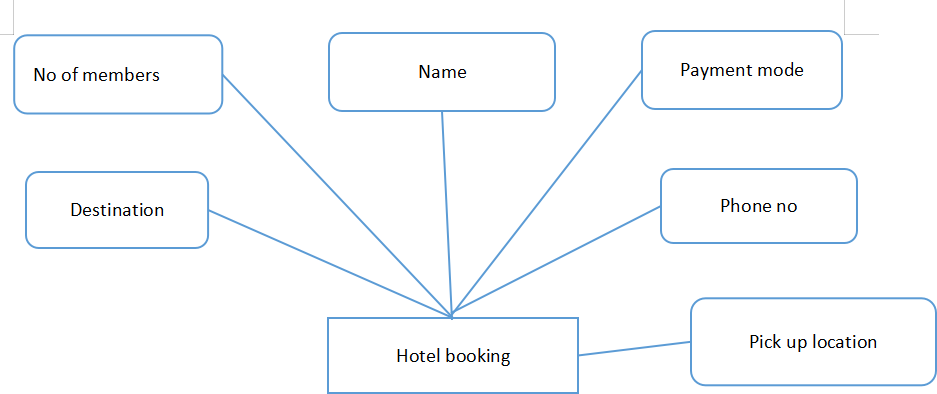 No of members
Name
Payment mode
Destination
Phone no
Hotel booking
Pick up location